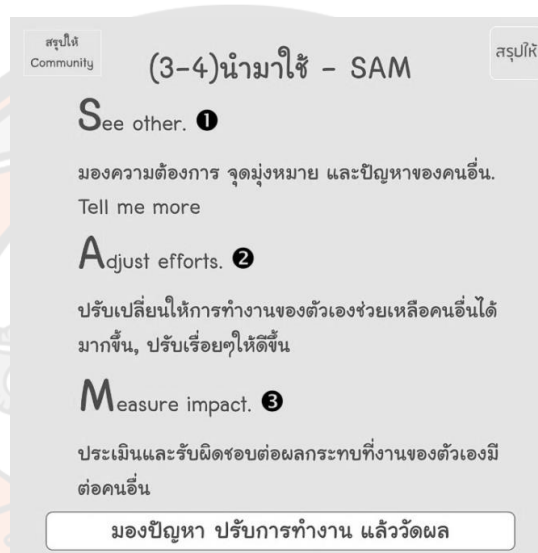 สรุปให้
Community
สรุปให้
(3-4)นำมาใช้ - SAM
See other. ❶
มองความต้องการ จุดมุ่งหมาย และปัญหาของคนอื่น.
Tell me more
Adjust efforts. ❷
ปรับเปลี่ยนให้การทำงานของตัวเองช่วยเหลือคนอื่นได้
มากขึ้น, ปรับเรื่อยๆให้ดีขึ้น
Measure impact. ❸
ประเมินและรับผิดชอบต่อผลกระทบที่งานของตัวเองมี
ต่อคนอื่น
มองปัญหา ปรับการทำงาน แล้ววัดผล